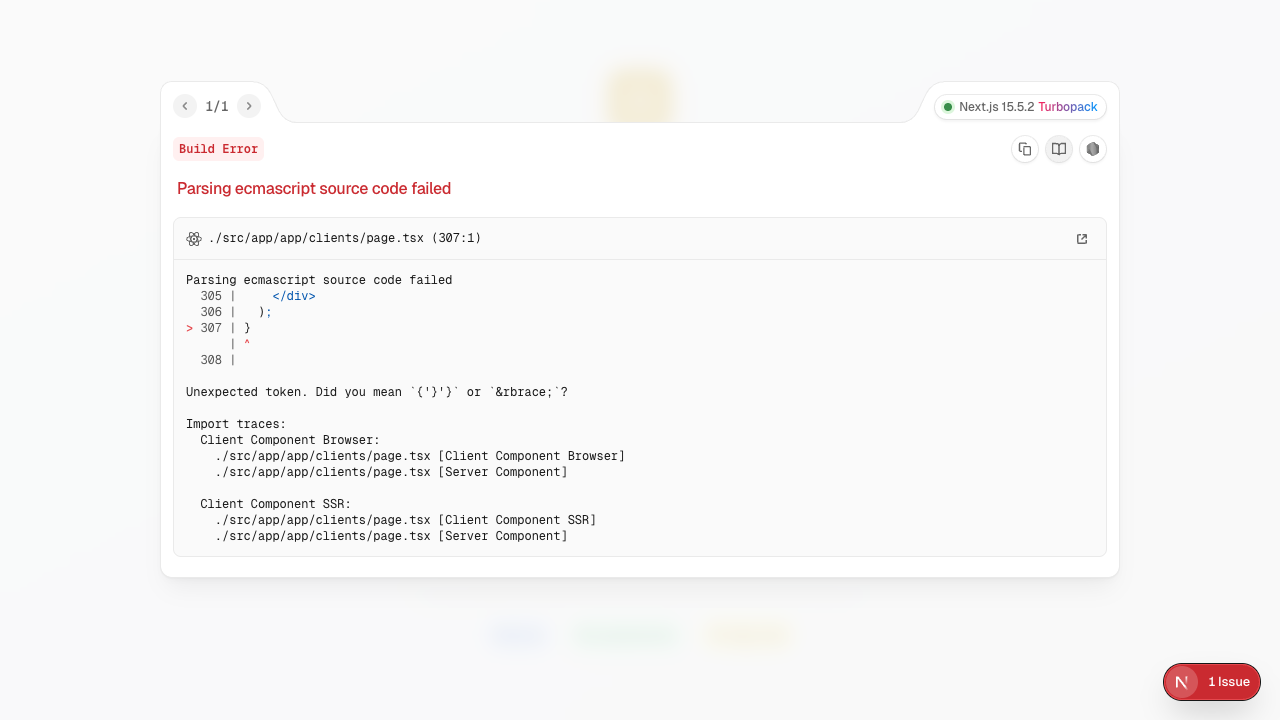 1/1
Next.js 15.5.2 Turbopack
Build Error
Parsing ecmascript source code failed
./src/app/app/clients/page.tsx (307:1)
Parsing ecmascript source code failed
  305 |     </div>
  306 |   );
> 307 | }
      | ^
  308 |
Unexpected token. Did you mean `{'}'}` or `&rbrace;`?
Import traces:
  Client Component Browser:
    ./src/app/app/clients/page.tsx [Client Component Browser]
    ./src/app/app/clients/page.tsx [Server Component]
  Client Component SSR:
    ./src/app/app/clients/page.tsx [Client Component SSR]
    ./src/app/app/clients/page.tsx [Server Component]
N 1 Issue